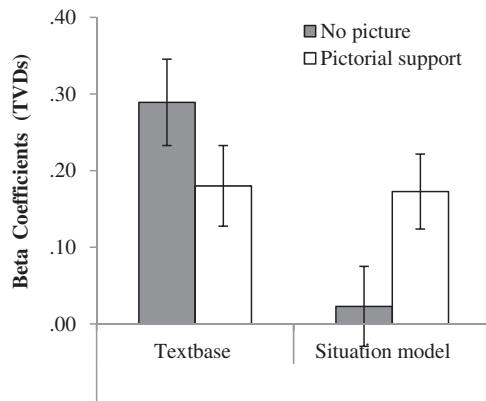 .40
No picture
Pictorial support
.30
.20
.10
.00
Beta Coefficients (TVDs)
Textbase
Situation model